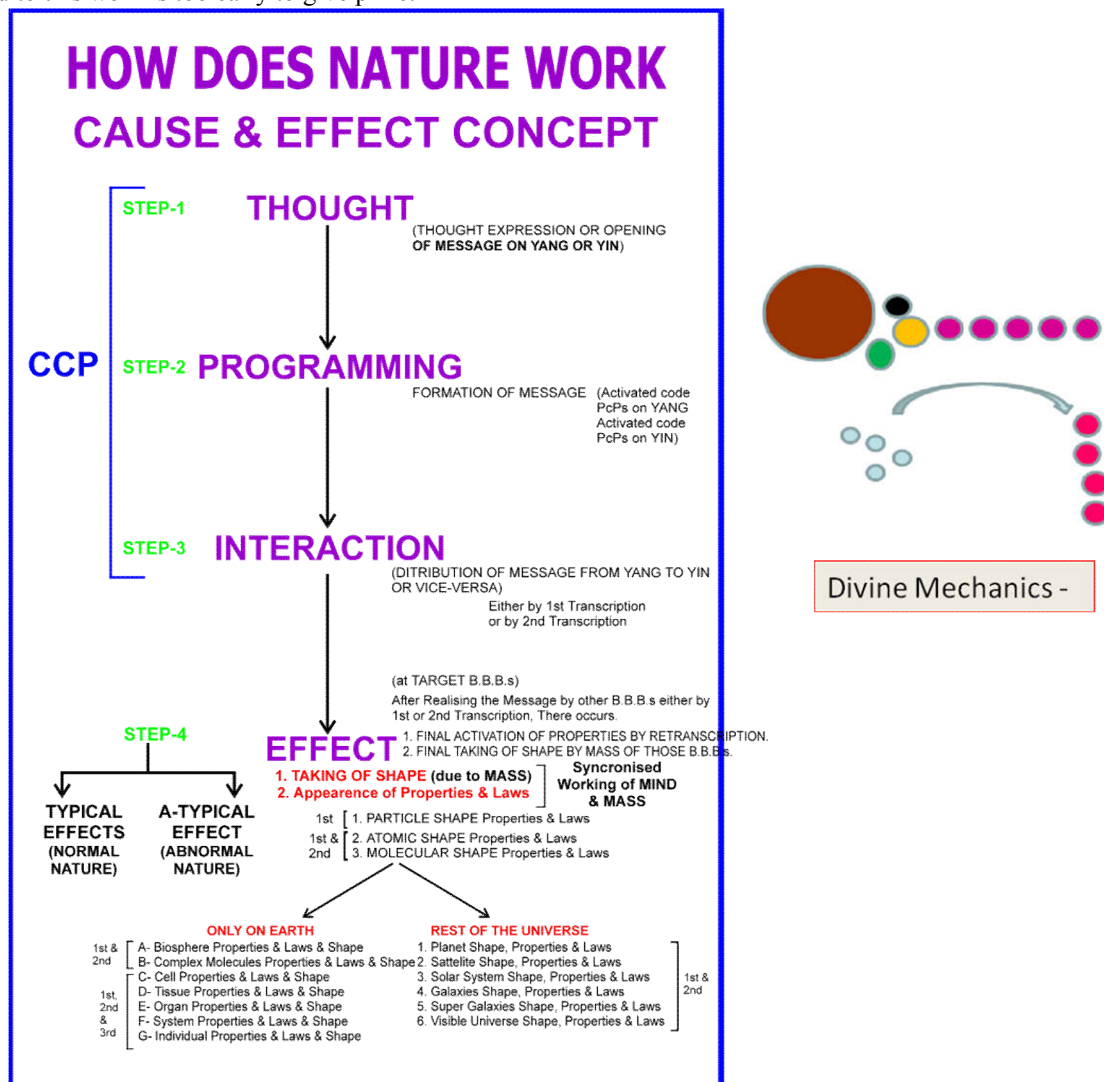 HOW DOES NATURE WORK
CAUSE & EFFECT CONCEPT
STEP-1
THOUGHT
(THOUGHT EXPRESSION OR OPENING
OF MESSAGE ON YANG OR YIN)
CCP
STEP-2
PROGRAMMING
FORMATION OF MESSAGE (Activated code
PcPs on YANG
Activated code
PcPs on YIN)
STEP-3
INTERACTION
(DITRIBUTION OF MESSAGE FROM YANG TO YIN
OR VICE-VERSA)
Either by 1st Transcription
or by 2nd Transcription
(at TARGET B.B.B.s)
After Realising the Message by other B.B.B.s either by
1st or 2nd Transcription, There occurs.
STEP-4
EFFECT
1. FINAL ACTIVATION OF PROPERTIES BY RETRANSCRIPTION.
2. FINAL TAKING OF SHAPE BY MASS OF THOSE B.B.B.s.
1. TAKING OF SHAPE (due to MASS)
2. Appearence of Properties & Laws
Syncronised
Working of MIND
& MASS
TYPICAL
EFFECTS
(NORMAL
NATURE)
A-TYPICAL
EFFECT
(ABNORMAL
NATURE)
1st
1. PARTICLE SHAPE Properties & Laws
1st &
2nd
2. ATOMIC SHAPE Properties & Laws
3. MOLECULAR SHAPE Properties & Laws
ONLY ON EARTH
1st &
2nd
A- Biosphere Properties & Laws & Shape
B- Complex Molecules Properties & Laws & Shape
1st,
2nd
&
3rd
C- Cell Properties & Laws & Shape
D- Tissue Properties & Laws & Shape
E- Organ Properties & Laws & Shape
F- System Properties & Laws & Shape
G- Individual Properties & Laws & Shape
REST OF THE UNIVERSE
1. Planet Shape, Properties & Laws
2. Sattelite Shape, Properties & Laws
3. Solar System Shape, Properties & Laws
4. Galaxies Shape, Properties & Laws
5. Super Galaxies Shape, Properties & Laws
6. Visible Universe Shape, Properties & Laws
1st &
2nd
Divine Mechanics -